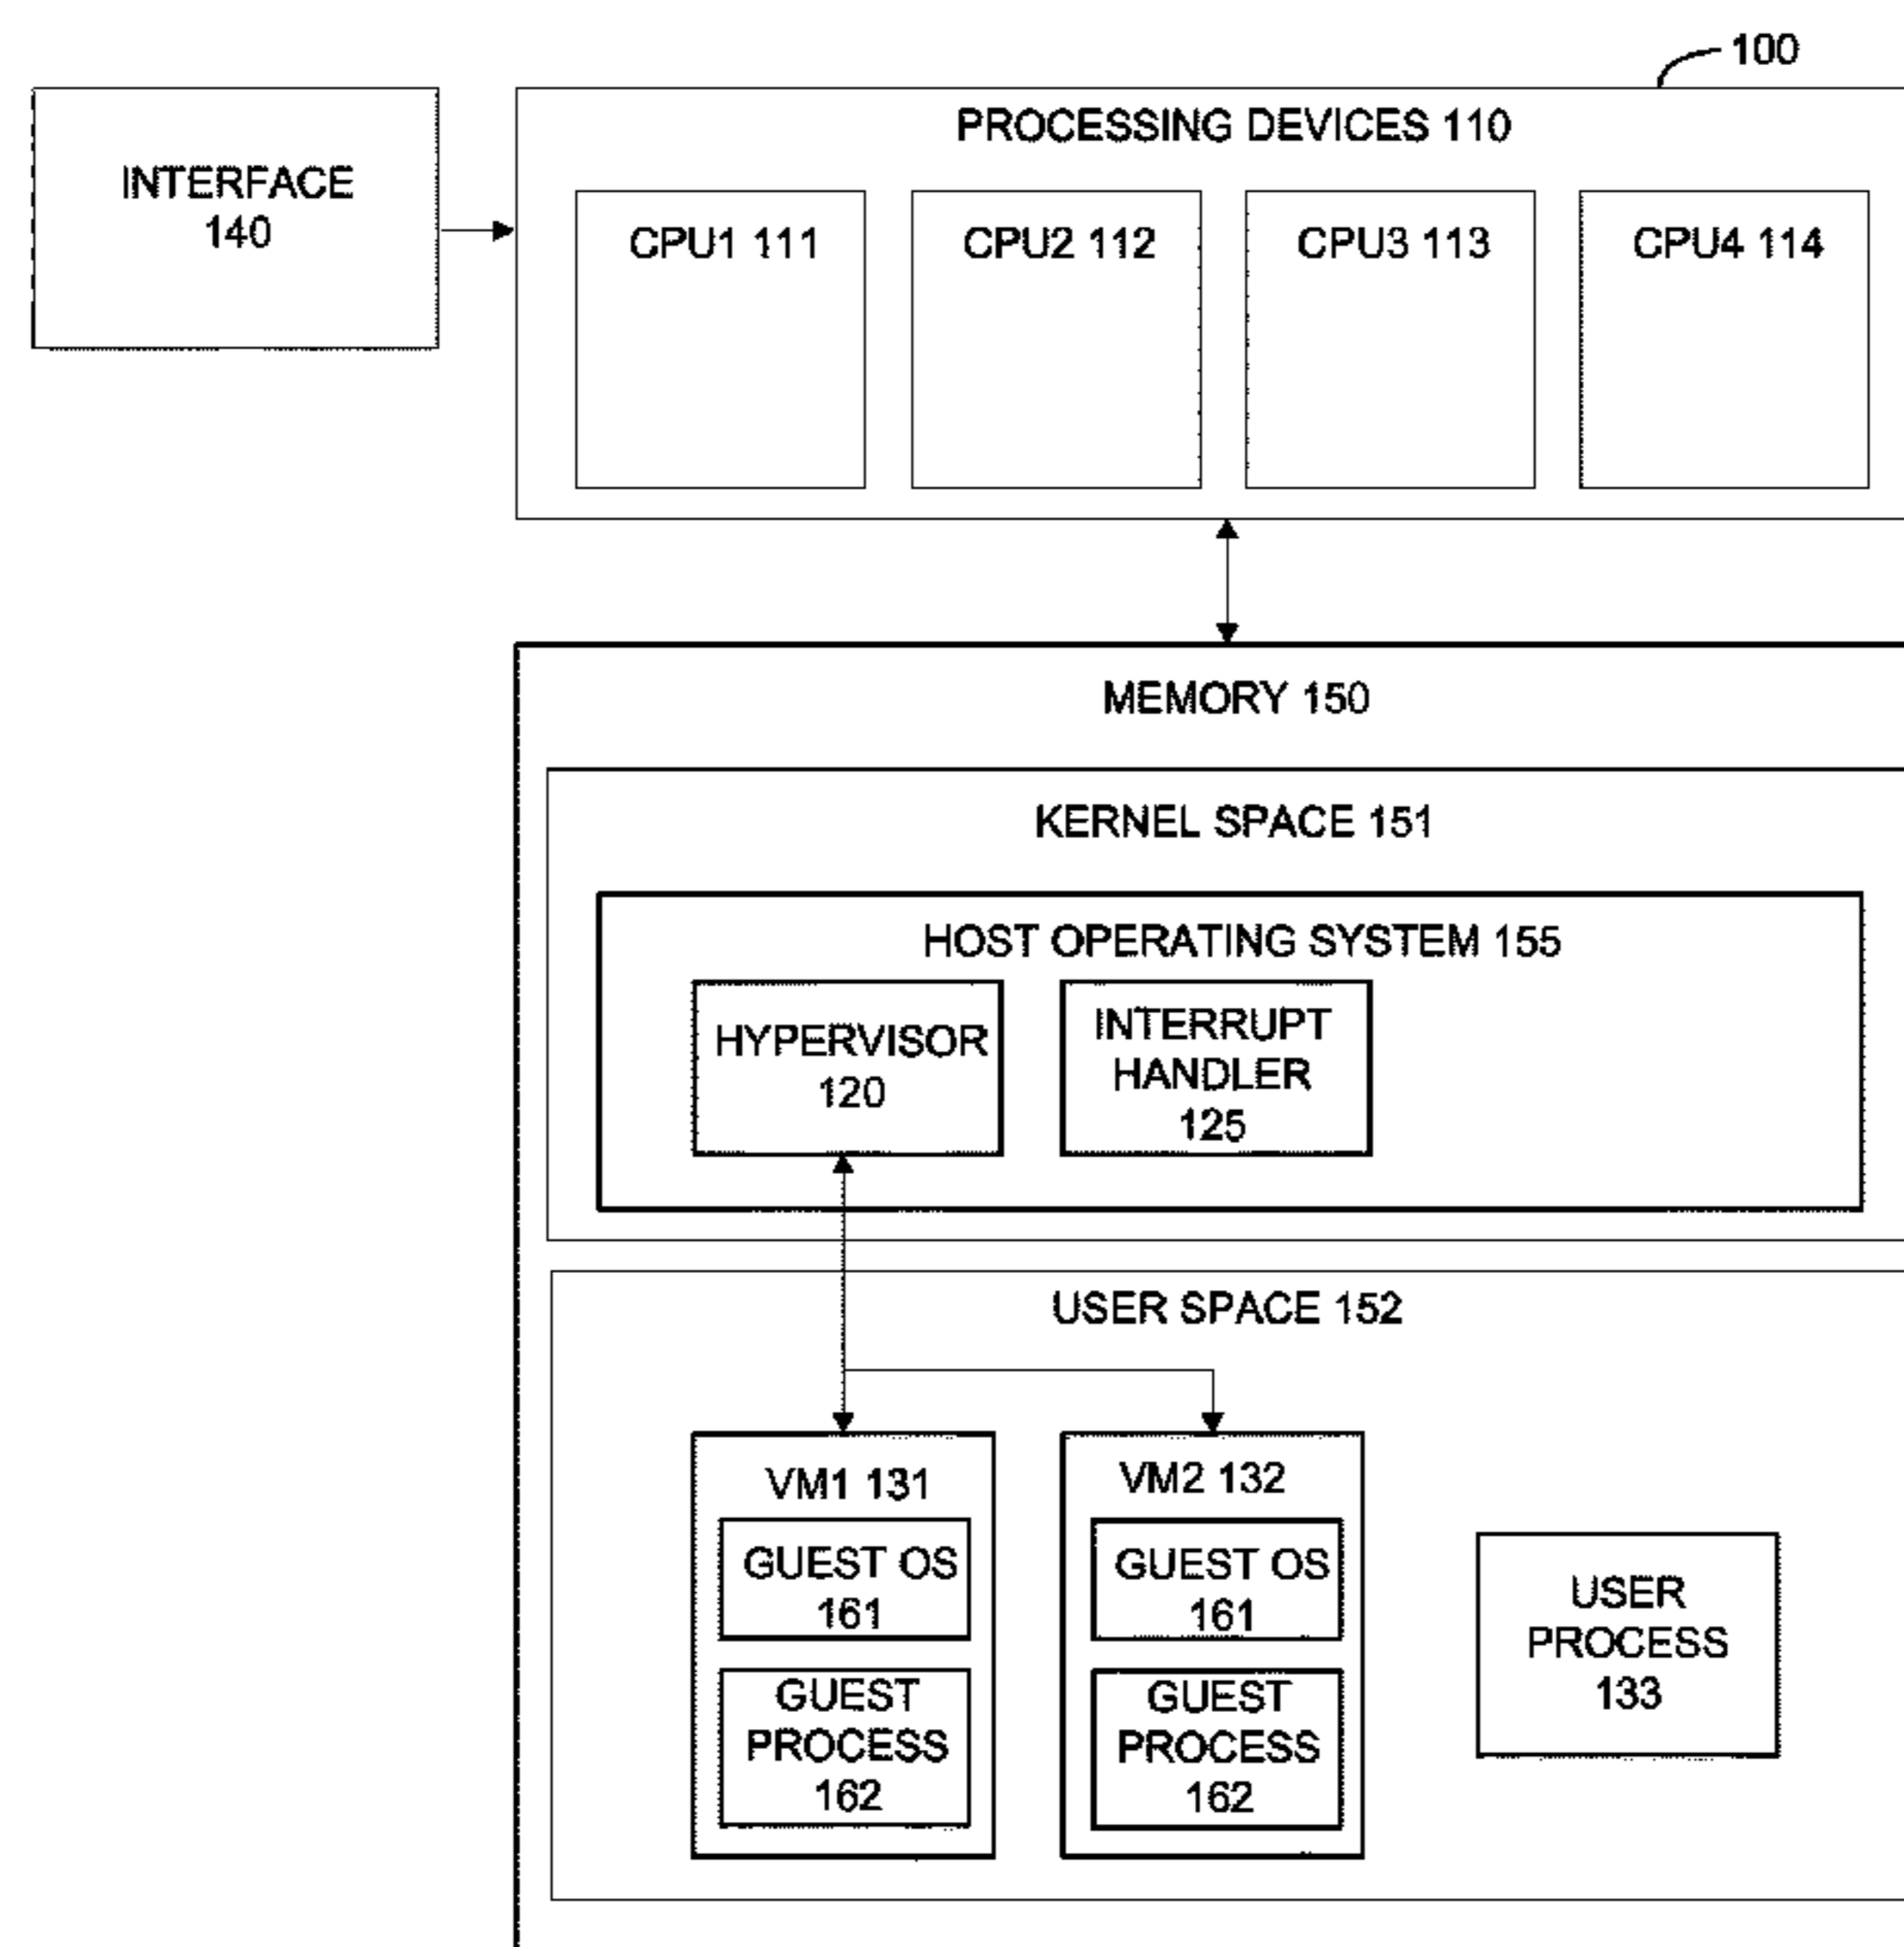 100
PROCESSING DEVICES 110
INTERFACE
140
CPU1 111
CPU2 112
CPU3 113
CPU4 114
MEMORY 150
KERNEL SPACE 151
HOST OPERATING SYSTEM 155
HYPERVISOR
120
INTERRUPT
HANDLER
125
USER SPACE 152
VM1 131
GUEST OS
161
GUEST
PROCESS
162
VM2 132
GUEST OS
161
GUEST
PROCESS
162
USER
PROCESS
133